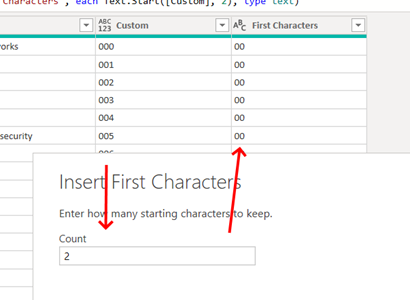 Characters", each Text.Start([Custom], 2), type text)
ABC 123 Custom ABC First Characters
orks 000 00
001 00
002 00
003 00
004 00
security 005 00
Insert First Characters
Enter how many starting characters to keep.
Count
2